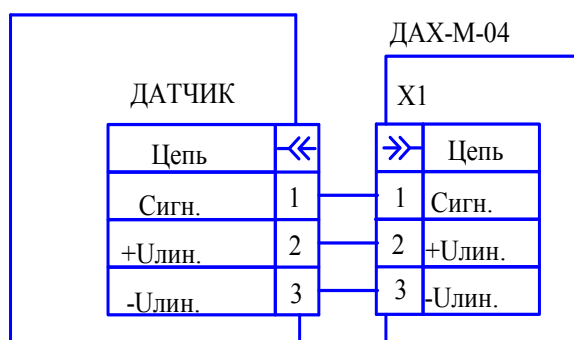 ДАХ-М-04
ДАТЧИК
X1
Цепь
Цепь
Сигн. 1 1 Сигн.
+Uлин. 2 2 +Uлин.
-Uлин. 3 3 -Uлин.